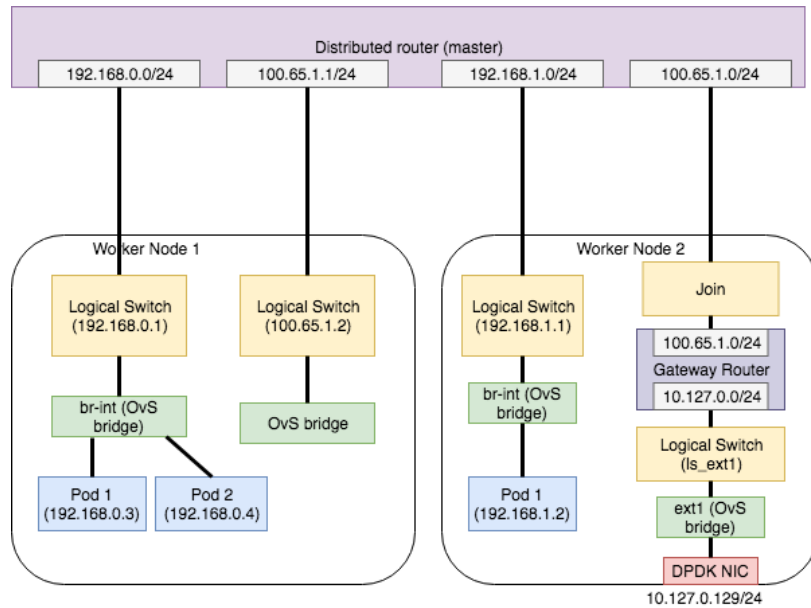 Distributed router (master)
192.168.0.0/24
100.65.1.1/24
192.168.1.0/24
100.65.1.0/24
Worker Node 1
Logical Switch
(192.168.0.1)
Logical Switch
(100.65.1.2)
br-int (OvS
bridge)
OvS bridge
Pod 1
(192.168.0.3)
Pod 2
(192.168.0.4)
Worker Node 2
Logical Switch
(192.168.1.1)
Join
100.65.1.0/24
Gateway Router
10.127.0.0/24
br-int (OvS
bridge)
Logical Switch
(ls_ext1)
Pod 1
(192.168.1.2)
ext1 (OvS
bridge)
DPDK NIC
10.127.0.129/24